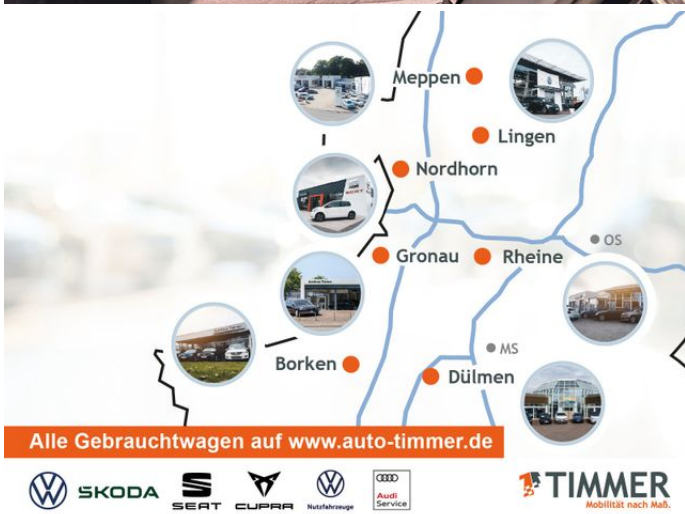 Meppen
Lingen
Nordhorn
OS
Gronau
Rheine
MS
Borken
Dülmen
Alle Gebrauchtwagen auf www.auto-timmer.de
ŠKODA
SEAT
CUPRA
Nutzfahrzeuge
Audi
Service
TIMMER
Mobilität nach Maß.